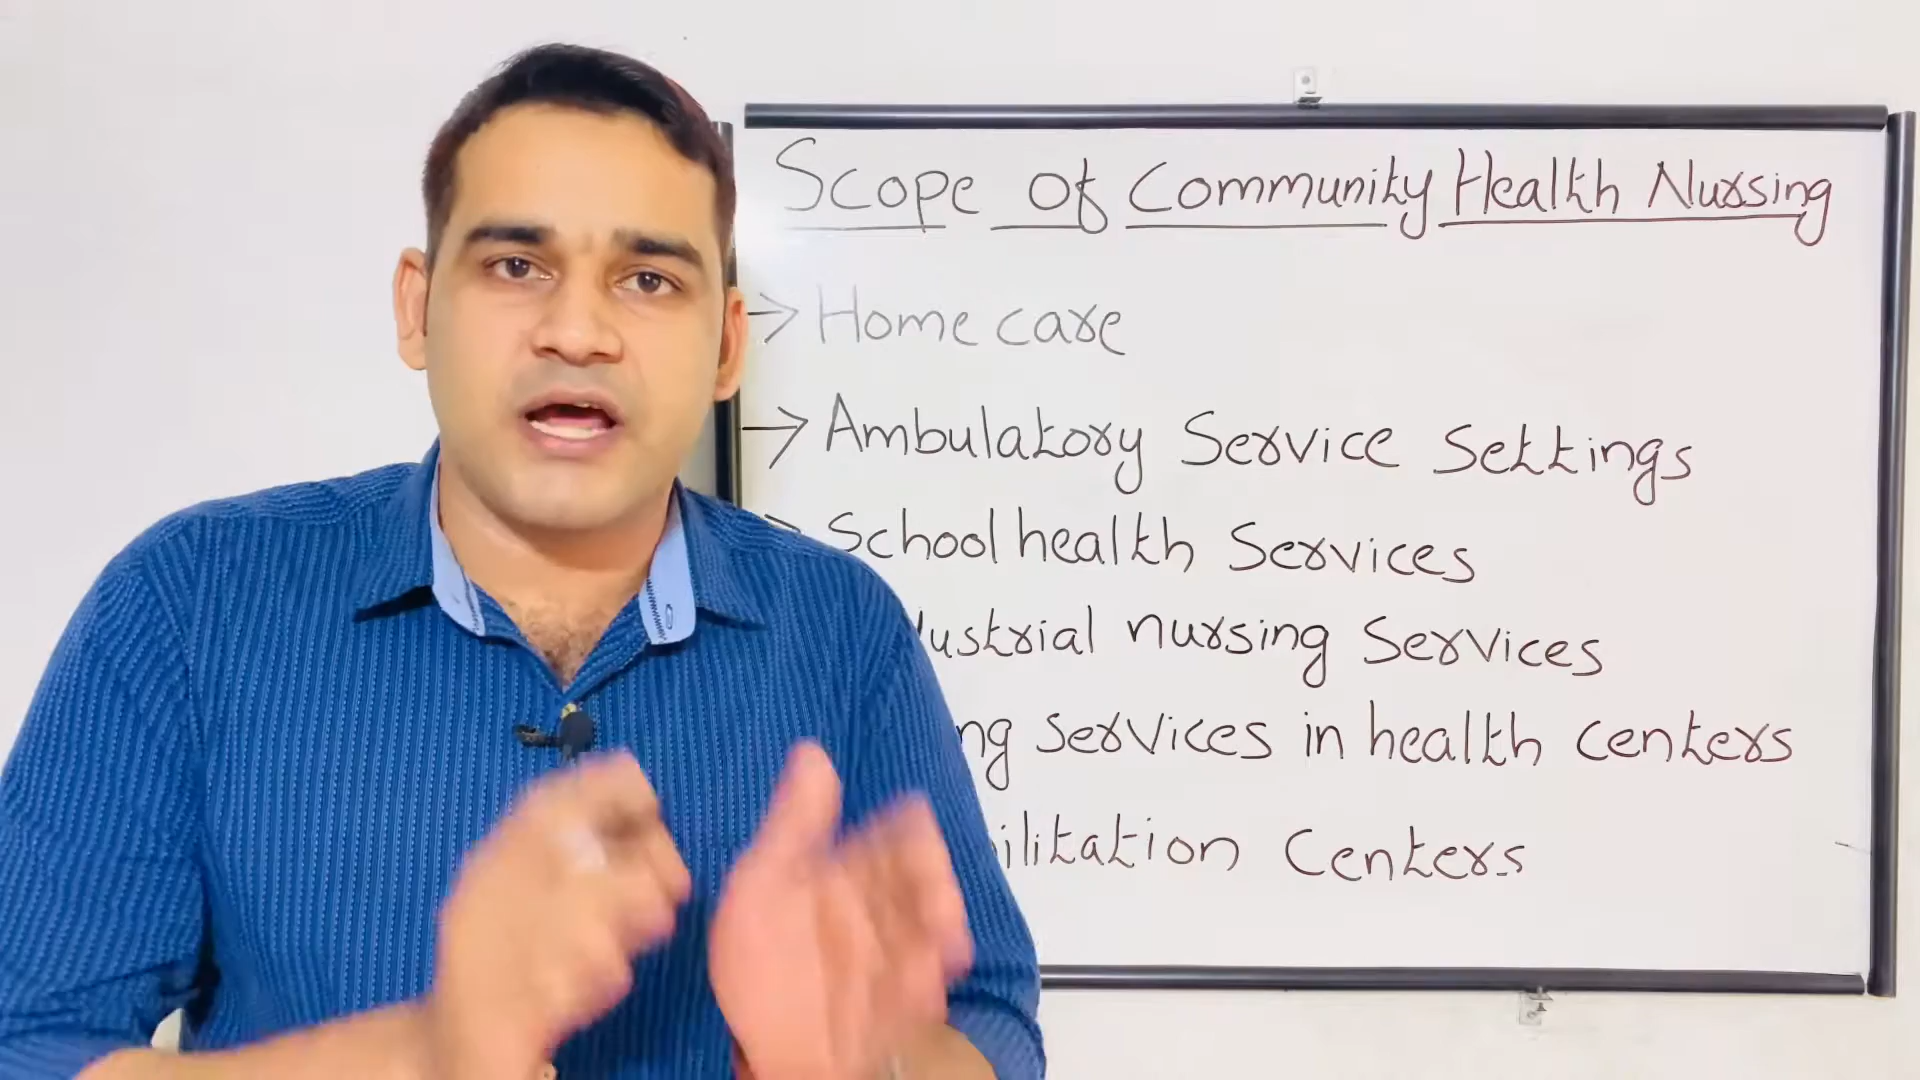 Scope of Community Health Nursing
→ Home care
→ Ambulatory Service Settings
School health Services
nursing Services
services in health centers
Centers